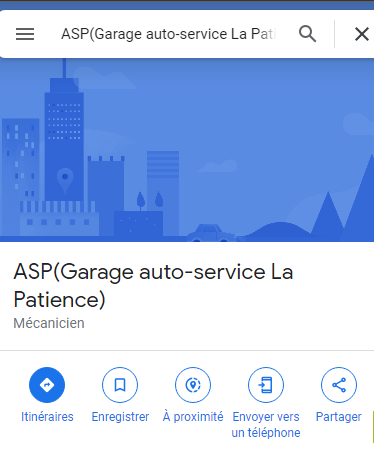 ASP(Garage auto-service La Pati
ASP(Garage auto-service La
Patience)
Mécanicien
Itinéraires
Enregistrer
À proximité
Envoyer vers
un téléphone
Partager